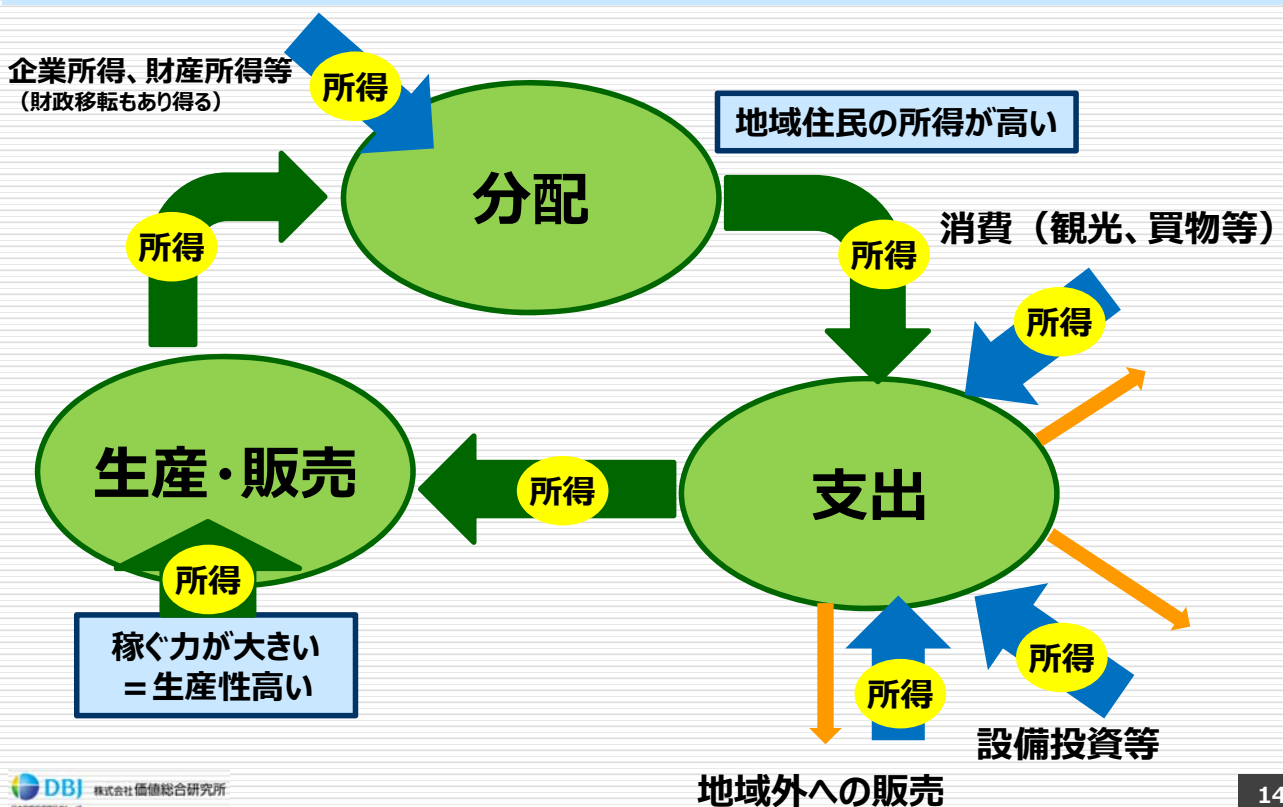 企業所得、財産所得等
（財政移転もあり得る）
所得
地域住民の所得が高い
分配
所得
所得
消費（観光、買物等）
所得
生産・販売
所得
支出
所得
稼ぐ力が大きい
＝生産性高い
所得
所得
設備投資等
地域外への販売
DBJ 株式会社価値総合研究所
14